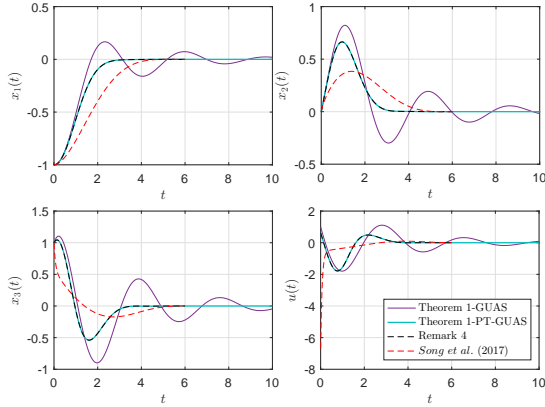 0.5
0
-0.5
-1
x₁(t)
0 2 4 6 8 10
t
1
0.5
0
-0.5
x₂(t)
0 2 4 6 8 10
t
1.5
1
0.5
0
-0.5
-1
x₃(t)
0 2 4 6 8 10
t
2
0
-2
-4
-6
-8
u(t)
0 2 4 6 8 10
t
Theorem 1-GUAS
Theorem 1-PT-GUAS
Remark 4
Song et al. (2017)